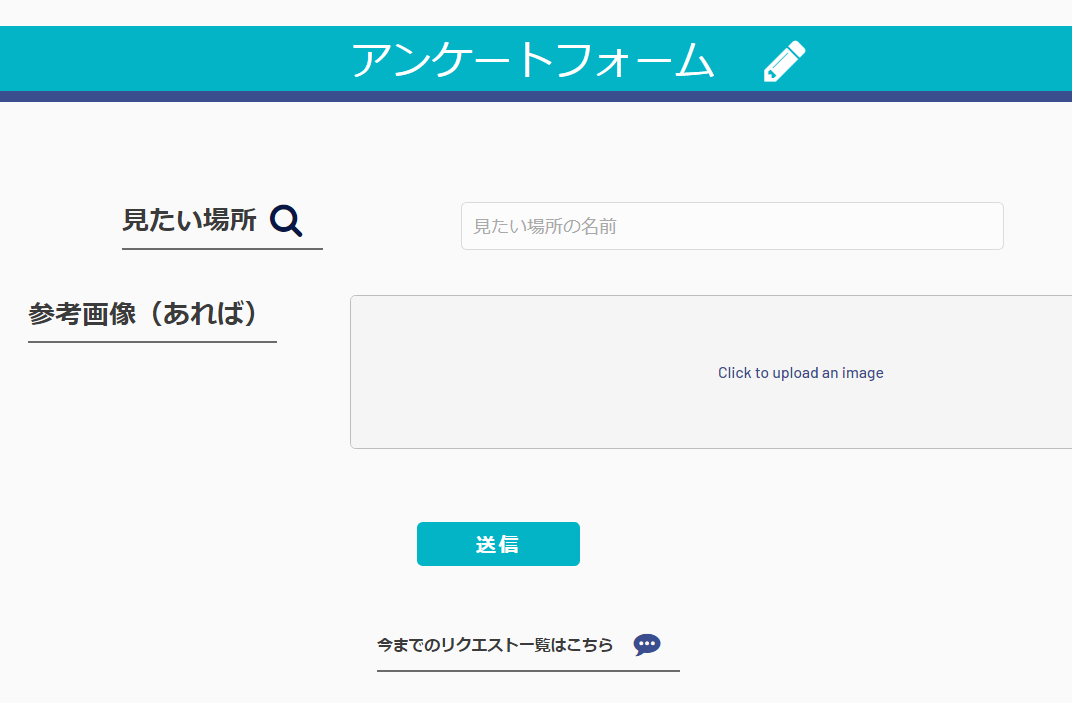 アンケートフォーム
見たい場所
見たい場所の名前
参考画像（あれば）
Click to upload an image
送信
今までのリクエスト一覧はこちら